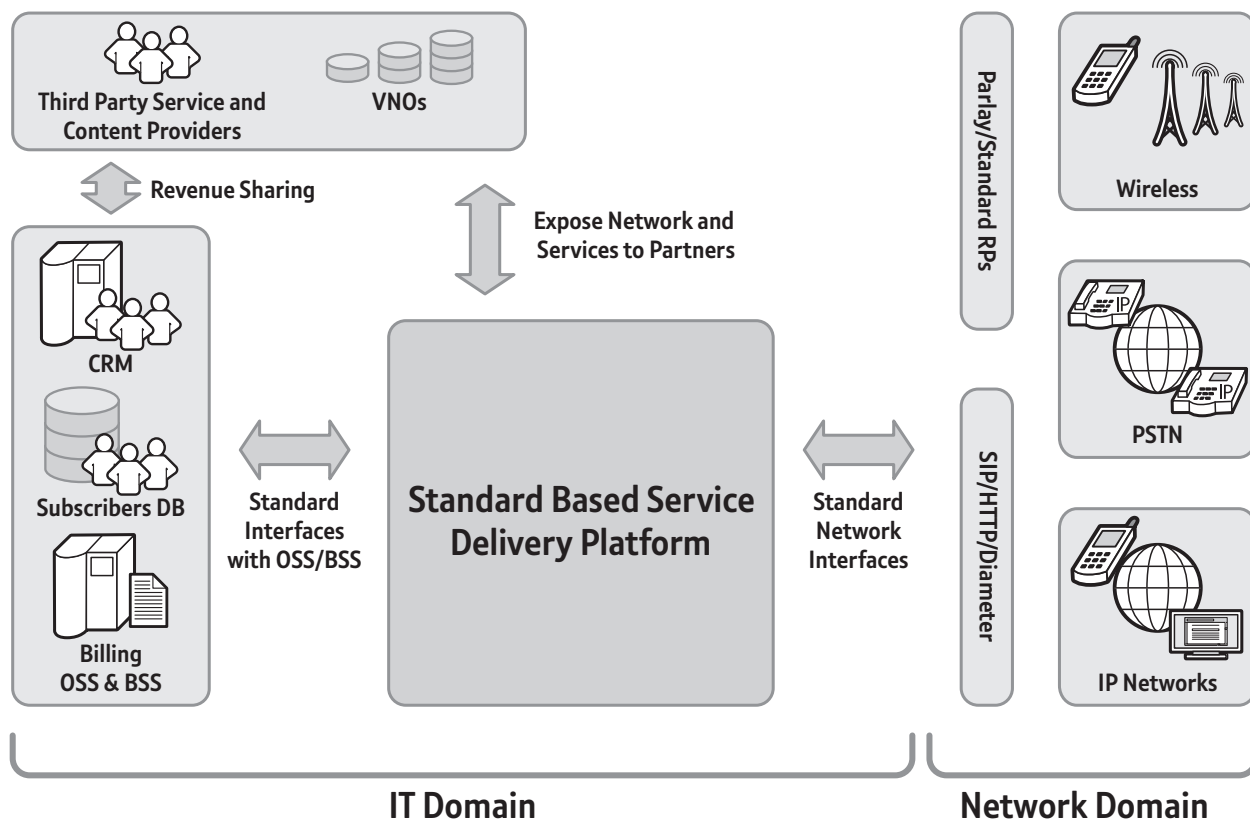 Third Party Service and
Content Providers
VNOs
Revenue Sharing
Expose Network and
Services to Partners
CRM
Subscribers DB
Billing
OSS & BSS
Standard
Interfaces
with OSS/BSS
Standard Based Service
Delivery Platform
Standard
Network
Interfaces
Parlay/Standard RPs
SIP/HTTP/Diameter
Wireless
IP
IP
PSTN
IP Networks
IT Domain
Network Domain